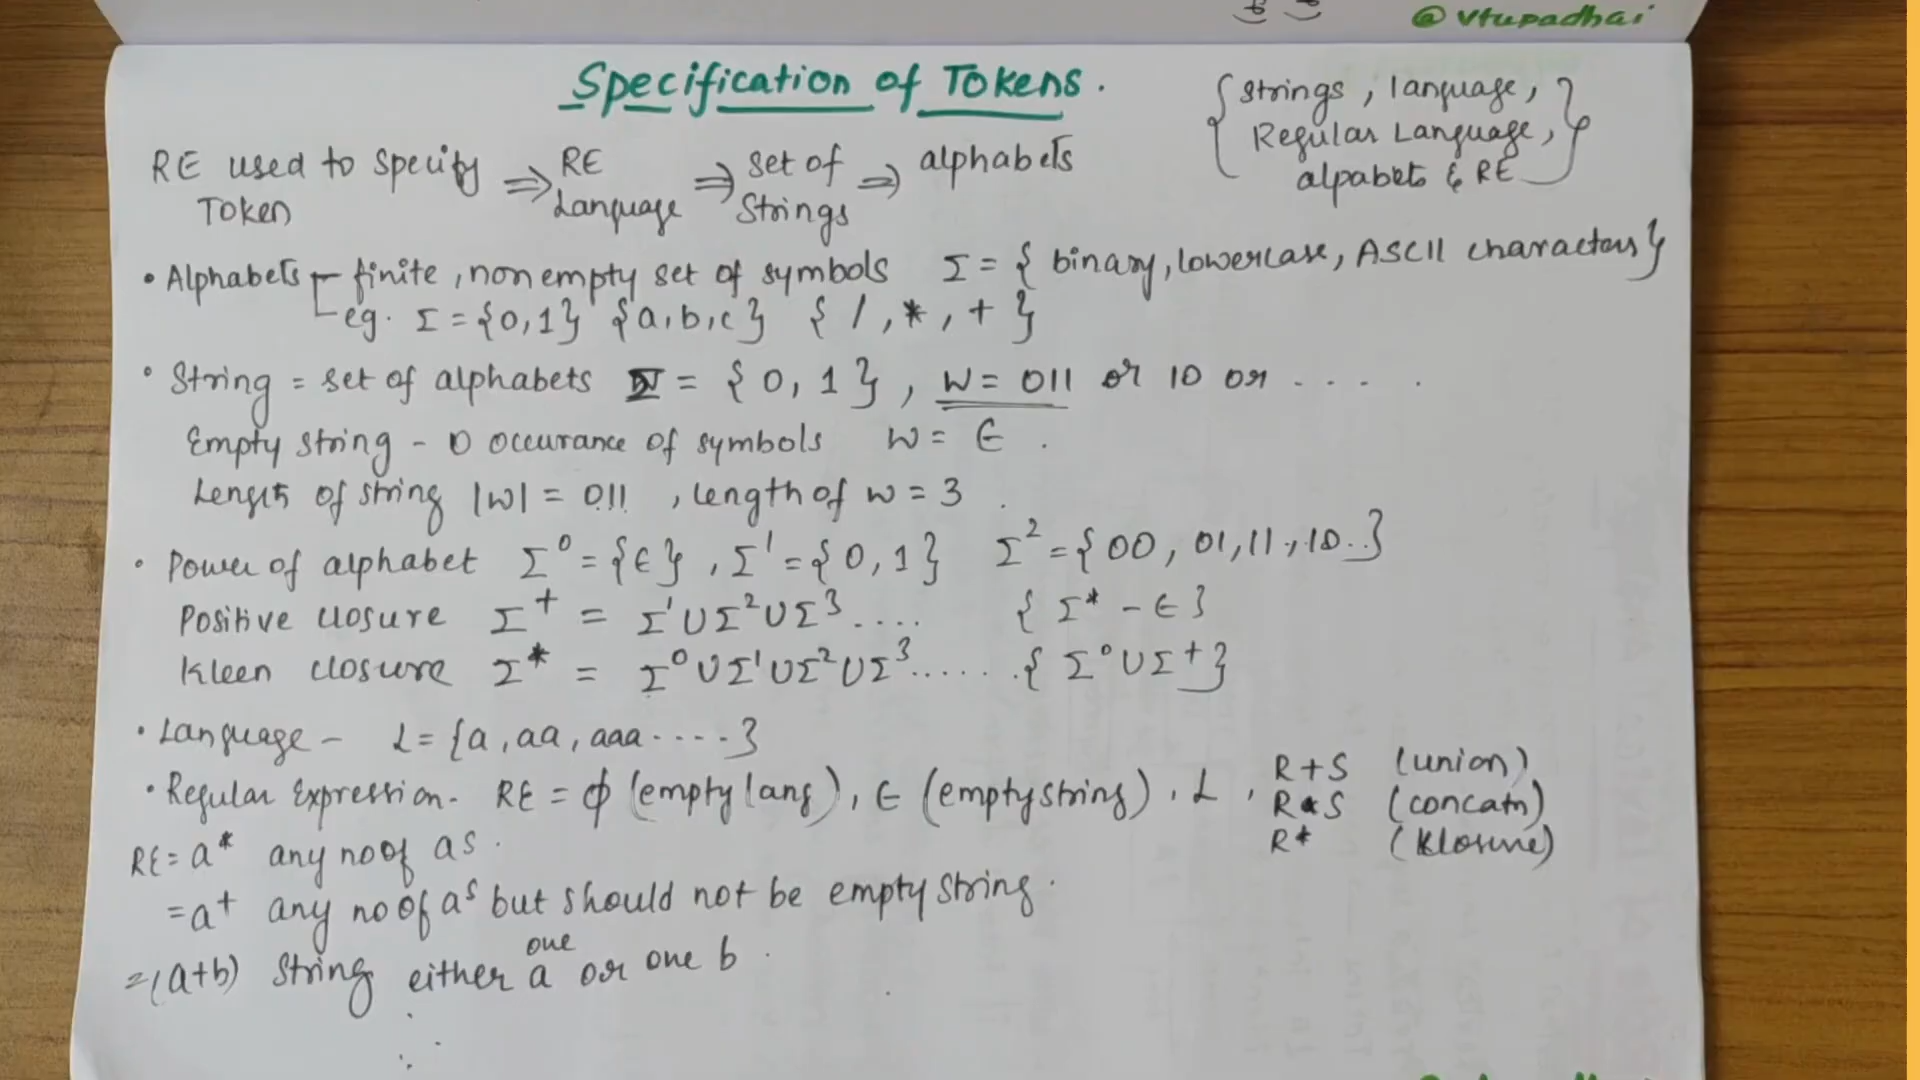 @ vtupadhai
Specification of Tokens.
{ strings, language,
Regular Language,
alpabets & RE }
RE used to specify Token ⇒ RE Language ⇒ set of Strings ⇒ alphabets
• Alphabets - finite, non empty set of symbols Σ = { binary, lowercase, ASCII characters }
eg. Σ = {0,1} {a,b,c} { /, *, + }
• String = set of alphabets Σ = { 0, 1 }, w = 011 or 10 or . . . .
Empty string - 0 occurance of symbols w = ∈ .
Length of string |w| = 011 , length of w = 3 .
• Power of alphabet Σ⁰ = {∈} , Σ¹ = {0, 1} Σ² = {00, 01, 11, 10..}
Positive closure Σ⁺ = Σ¹ ∪ Σ² ∪ Σ³ .... { Σ* - ∈ }
Kleen closure Σ* = Σ⁰ ∪ Σ¹ ∪ Σ² ∪ Σ³ ...... { Σ⁰ ∪ Σ⁺ }
• Language - L = {a, aa, aaa ····}
• Regular Expression - RE = ϕ (empty lang), ∈ (empty string), L , R+S (union)
R*S (concatn)
R* (Klosure)
RE = a* any no of as .
= a⁺ any no of as but should not be empty string .
= (a+b) String either one a or one b .